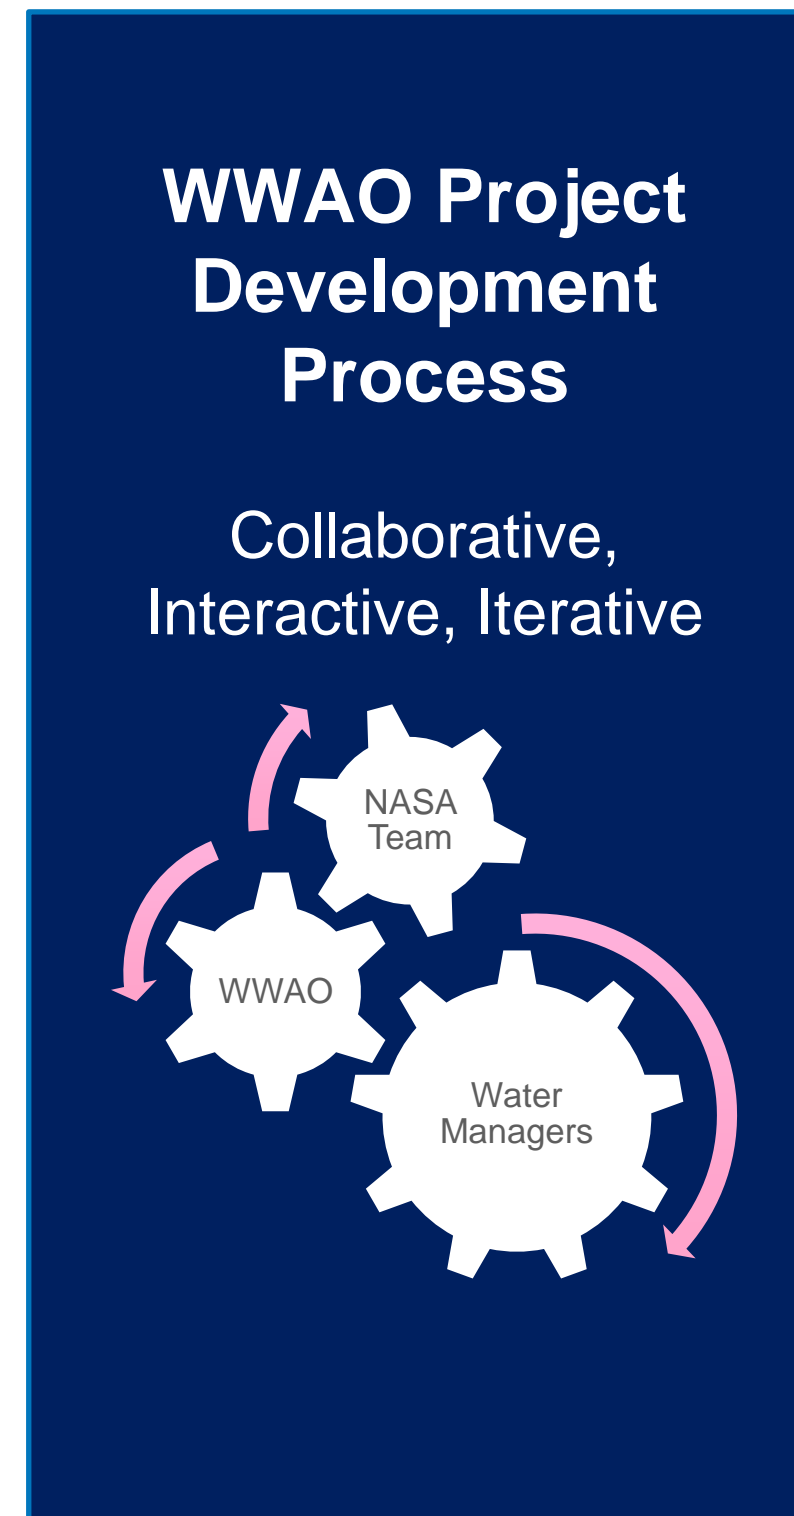 WWAO Project
Development
Process
Collaborative,
Interactive, Iterative
NASA
Team
WWAO
Water
Managers